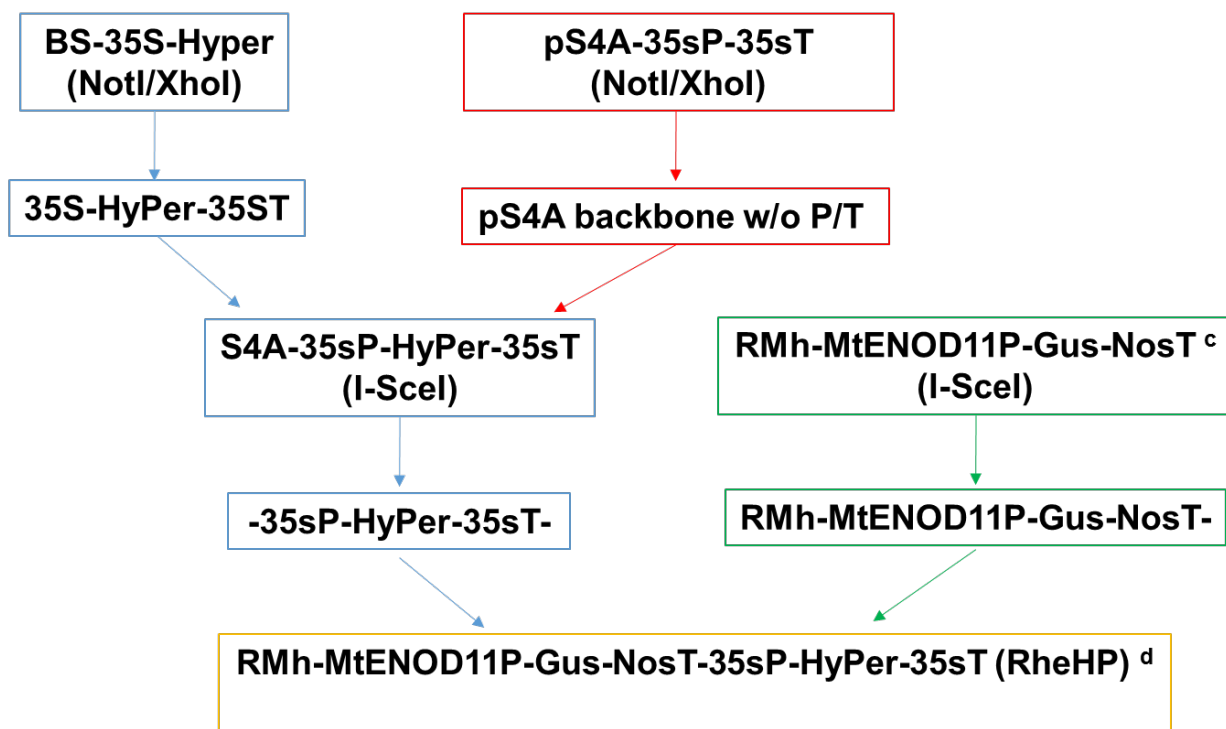 BS-35S-Hyper
(NotI/XhoI)
pS4A-35sP-35sT
(NotI/XhoI)
35S-HyPer-35ST
pS4A backbone w/o P/T
S4A-35sP-HyPer-35sT
(I-SceI)
RMh-MtENOD11P-Gus-NosT c
(I-SceI)
-35sP-HyPer-35sT-
RMh-MtENOD11P-Gus-NosT-
RMh-MtENOD11P-Gus-NosT-35sP-HyPer-35sT (RheHP) d